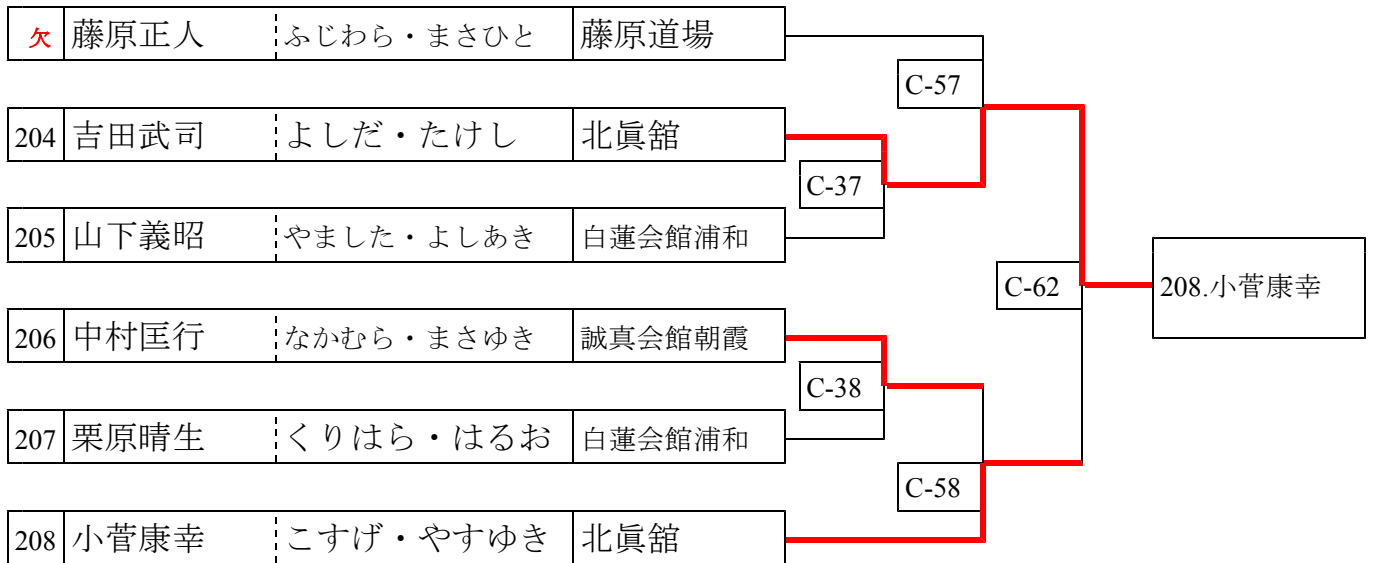 欠 藤原正人 ふじわら・まさひと 藤原道場
C-57
204 吉田武司 よしだ・たけし 北眞舘
C-37
205 山下義昭 やました・よしあき 白蓮会館浦和
C-62 208.小菅康幸
206 中村匡行 なかむら・まさゆき 誠真会館朝霞
C-38
207 栗原晴生 くりはら・はるお 白蓮会館浦和
C-58
208 小菅康幸 こすげ・やすゆき 北眞舘